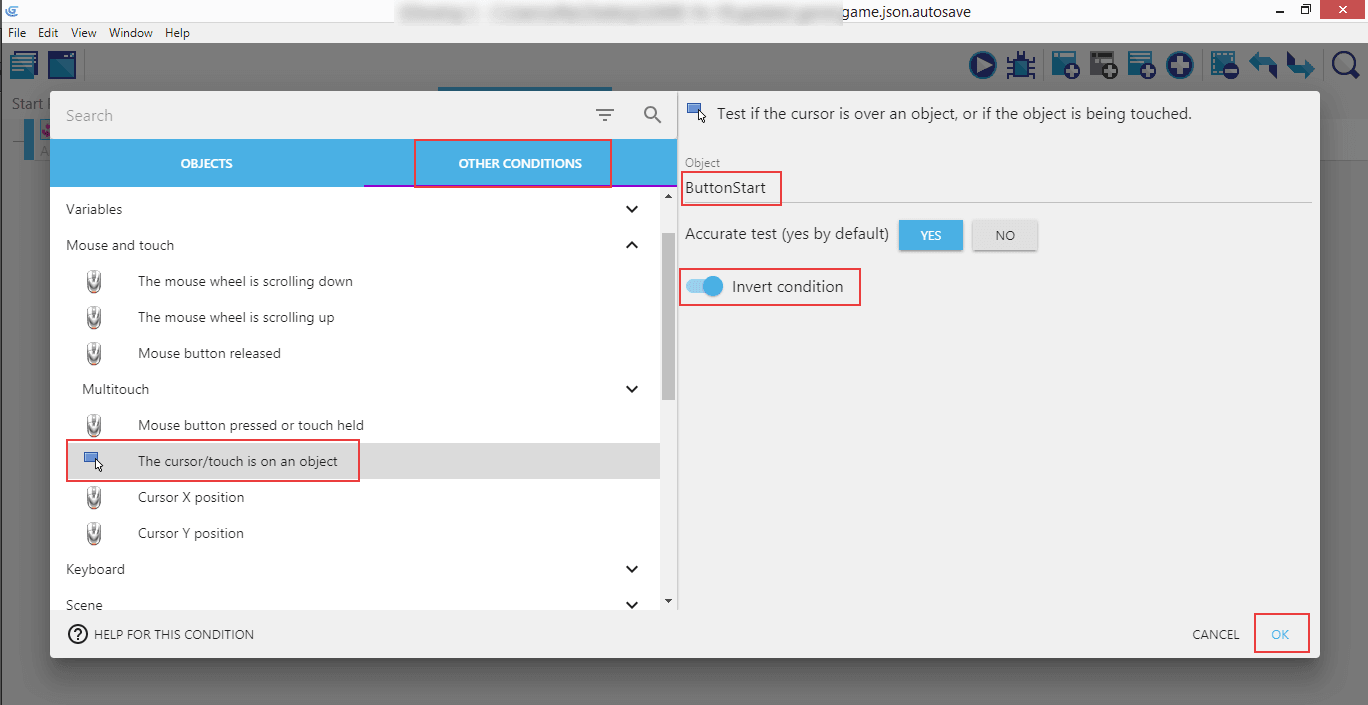 game.json.autosave
File Edit View Window Help
Start
Search
OBJECTS OTHER CONDITIONS
Variables
Mouse and touch
The mouse wheel is scrolling down
The mouse wheel is scrolling up
Mouse button released
Multitouch
Mouse button pressed or touch held
The cursor/touch is on an object
Cursor X position
Cursor Y position
Keyboard
Scene
? HELP FOR THIS CONDITION
Test if the cursor is over an object, or if the object is being touched.
Object
ButtonStart
Accurate test (yes by default) YES NO
Invert condition
CANCEL OK